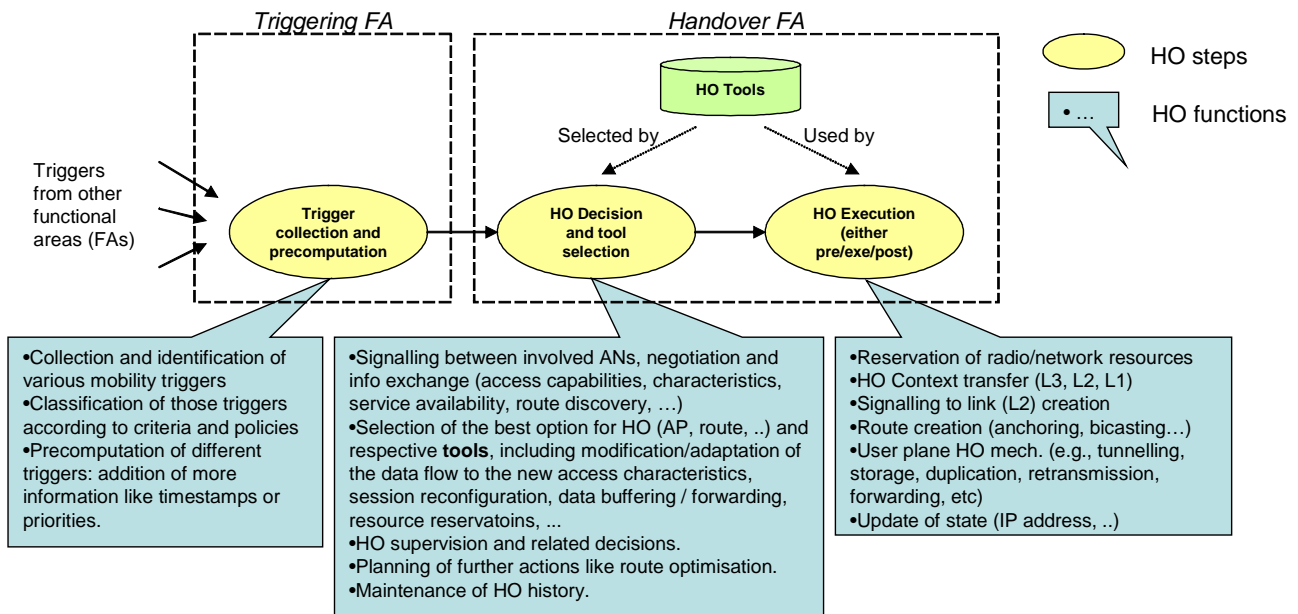 Triggering FA
Handover FA
HO steps
• …
HO functions
HO Tools
Selected by
Used by
Triggers
from other
functional
areas (FAs)
Trigger
collection and
precomputation
HO Decision
and tool
selection
HO Execution
(either
pre/exe/post)
•Collection and identification of
various mobility triggers
•Classification of those triggers
according to criteria and policies
•Precomputation of different
triggers: addition of more
information like timestamps or
priorities.
•Signalling between involved ANs, negotiation and
info exchange (access capabilities, characteristics,
service availability, route discovery, …)
•Selection of the best option for HO (AP, route, ..) and
respective tools, including modification/adaptation of
the data flow to the new access characteristics,
session reconfiguration, data buffering / forwarding,
resource reservatoins, ...
•HO supervision and related decisions.
•Planning of further actions like route optimisation.
•Maintenance of HO history.
•Reservation of radio/network resources
•HO Context transfer (L3, L2, L1)
•Signalling to link (L2) creation
•Route creation (anchoring, bicasting…)
•User plane HO mech. (e.g., tunnelling,
storage, duplication, retransmission,
forwarding, etc)
•Update of state (IP address, ..)